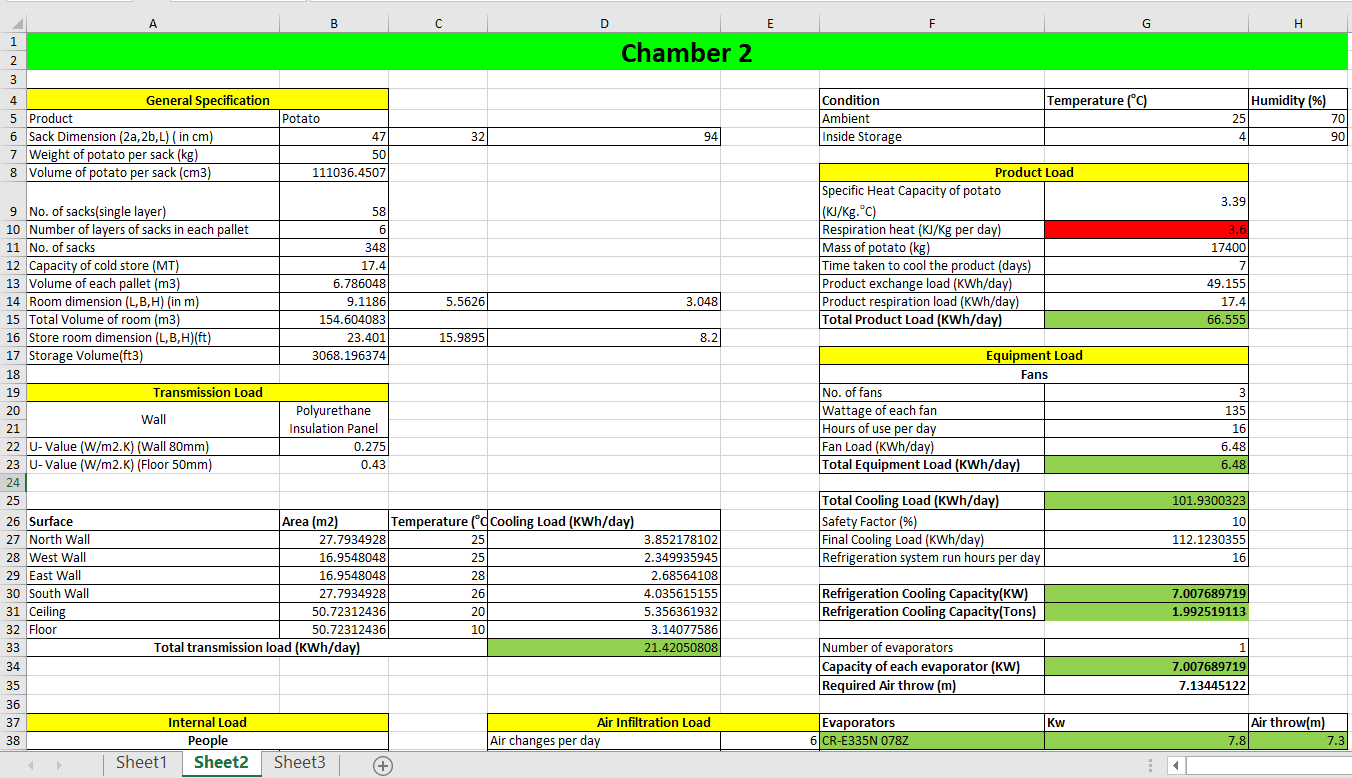 A B C D E F G H
1 Chamber 2
2
3
4 General Specification Condition Temperature (°C) Humidity (%)
5 Product Potato Ambient 25 70
6 Sack Dimension (2a,2b,L) ( in cm) 47 32 94 Inside Storage 4 90
7 Weight of potato per sack (kg) 50
8 Volume of potato per sack (cm3) 111036.4507 Product Load
Specific Heat Capacity of potato
9 No. of sacks(single layer) 58 (KJ/Kg.°C) 3.39
10 Number of layers of sacks in each pallet 6 Respiration heat (KJ/Kg per day) 3.6
11 No. of sacks 348 Mass of potato (kg) 17400
12 Capacity of cold store (MT) 17.4 Time taken to cool the product (days) 7
13 Volume of each pallet (m3) 6.786048 Product exchange load (KWh/day) 49.155
14 Room dimension (L,B,H) (in m) 9.1186 5.5626 3.048 Product respiration load (KWh/day) 17.4
15 Total Volume of room (m3) 154.604083 Total Product Load (KWh/day) 66.555
16 Store room dimension (L,B,H)(ft) 23.401 15.9895 8.2
17 Storage Volume(ft3) 3068.196374 Equipment Load
18 Fans
19 Transmission Load No. of fans 3
20 Wall Polyurethane Wattage of each fan 135
21 Insulation Panel Hours of use per day 16
22 U- Value (W/m2.K) (Wall 80mm) 0.275 Fan Load (KWh/day) 6.48
23 U- Value (W/m2.K) (Floor 50mm) 0.43 Total Equipment Load (KWh/day) 6.48
24
25 Total Cooling Load (KWh/day) 101.9300323
26 Surface Area (m2) Temperature (°C Cooling Load (KWh/day) Safety Factor (%) 10
27 North Wall 27.7934928 25 3.852178102 Final Cooling Load (KWh/day) 112.1230355
28 West Wall 16.9548048 25 2.349935945 Refrigeration system run hours per day 16
29 East Wall 16.9548048 28 2.68564108
30 South Wall 27.7934928 26 4.035615155 Refrigeration Cooling Capacity(KW) 7.007689719
31 Ceiling 50.72312436 20 5.356361932 Refrigeration Cooling Capacity(Tons) 1.992519113
32 Floor 50.72312436 10 3.14077586
33 Total transmission load (KWh/day) 21.42050808 Number of evaporators 1
34 Capacity of each evaporator (KW) 7.007689719
35 Required Air throw (m) 7.13445122
36
37 Internal Load Air Infiltration Load Evaporators Kw Air throw(m)
38 People Air changes per day 6 CR-E335N 078Z 7.8 7.3
Sheet1 Sheet2 Sheet3